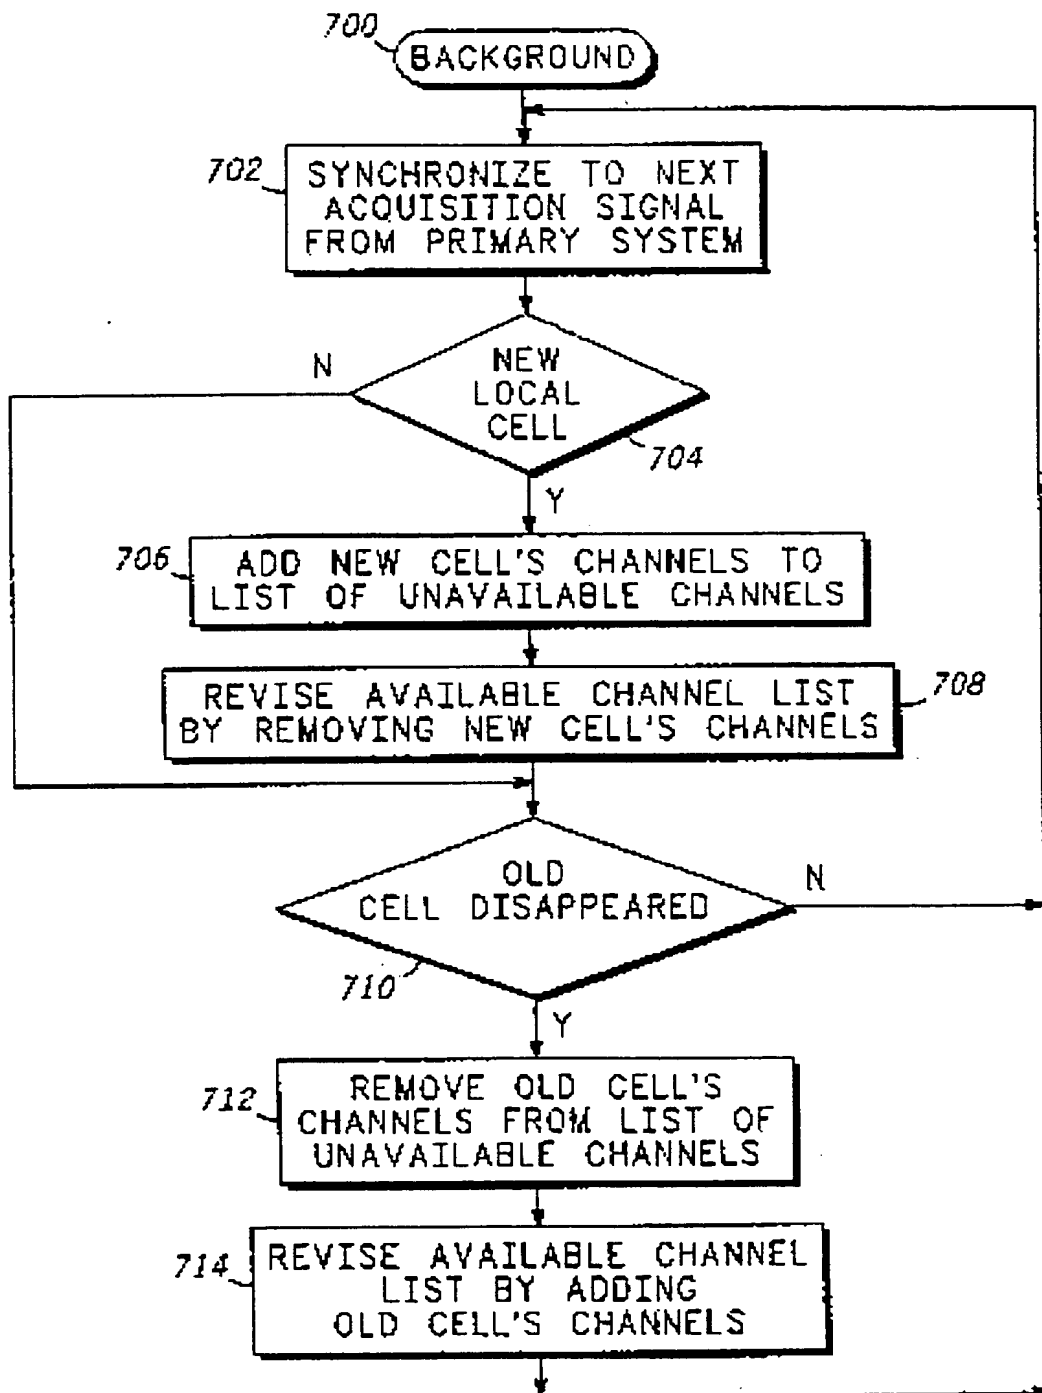 700
BACKGROUND
702
SYNCHRONIZE TO NEXT
ACQUISITION SIGNAL
FROM PRIMARY SYSTEM
N
NEW
LOCAL
CELL
704
Y
706
ADD NEW CELL'S CHANNELS TO
LIST OF UNAVAILABLE CHANNELS
708
REVISE AVAILABLE CHANNEL LIST
BY REMOVING NEW CELL'S CHANNELS
OLD
CELL DISAPPEARED
N
710
Y
712
REMOVE OLD CELL'S
CHANNELS FROM LIST OF
UNAVAILABLE CHANNELS
714
REVISE AVAILABLE CHANNEL
LIST BY ADDING
OLD CELL'S CHANNELS